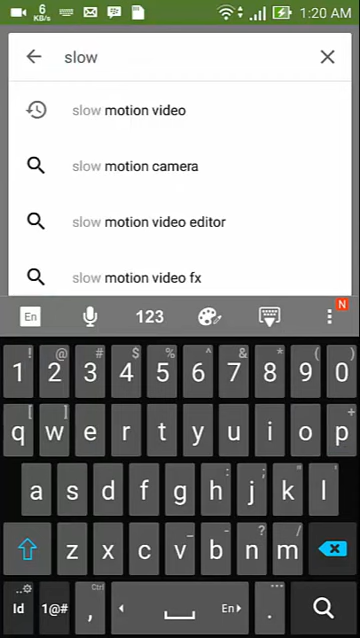 6
KB/s
1:20 AM
slow
slow motion video
slow motion camera
slow motion video editor
slow motion video fx
En
123
N
! @ # $ % ^ & * ( )
1 2 3 4 5 6 7 8 9 0
[ ] < > +
q w e r t y u i o p
: ; " '
a s d f g h j k l
_ - ? /
z x c v b n m
Ctrl
Id 1@# , En .